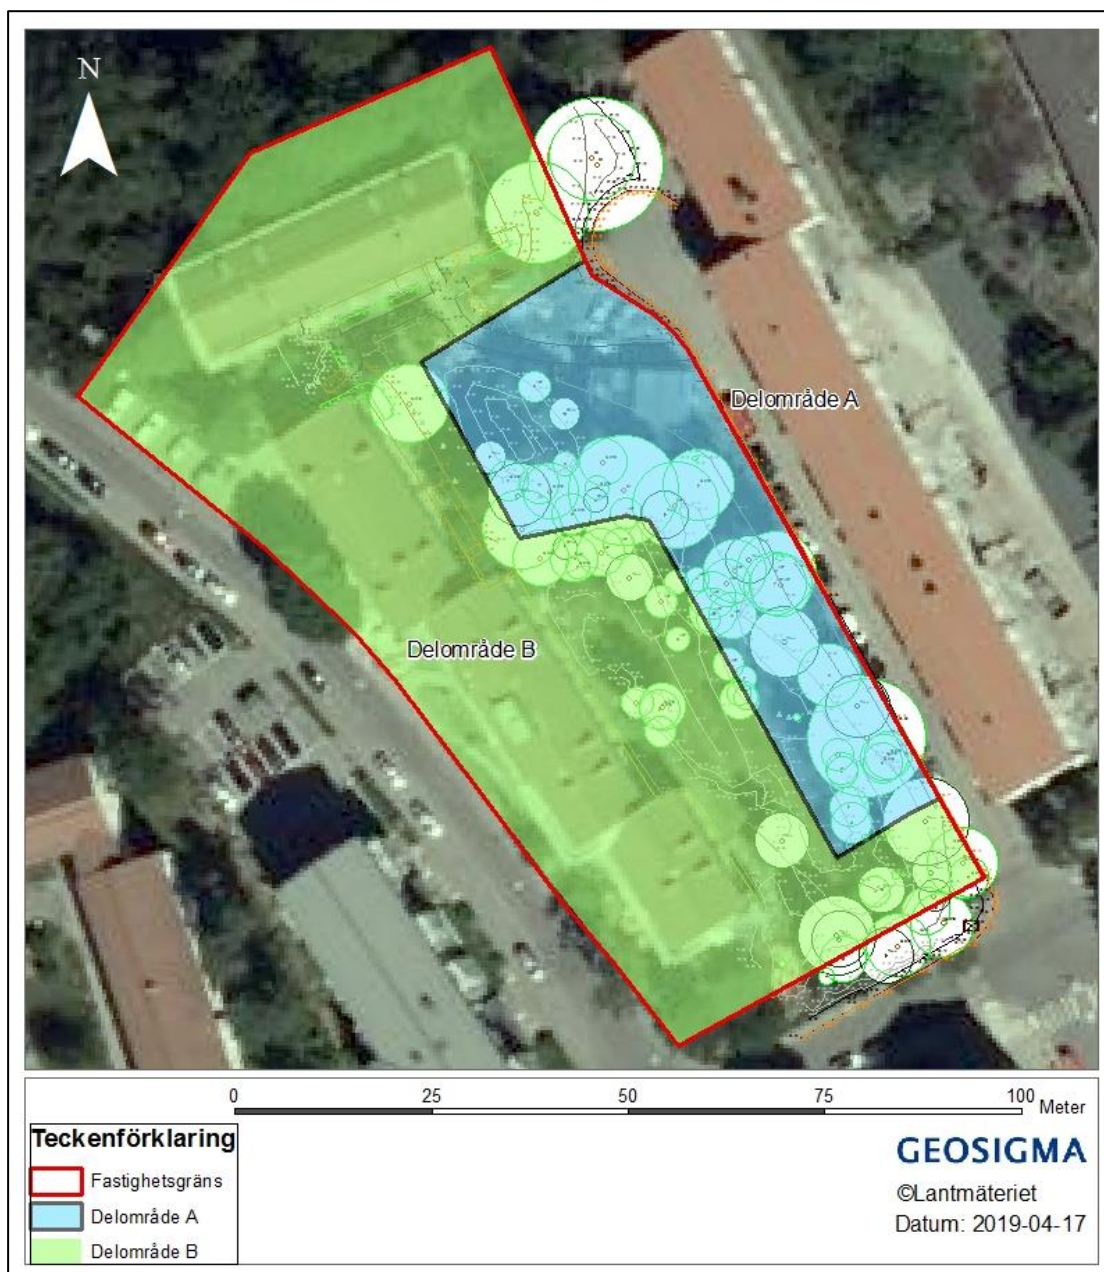 N
Delområde A
Delområde B
0 25 50 75 100 Meter
Teckenförklaring
Fastighetsgräns
Delområde A
Delområde B
GEOSIGMA
©Lantmäteriet
Datum: 2019-04-17